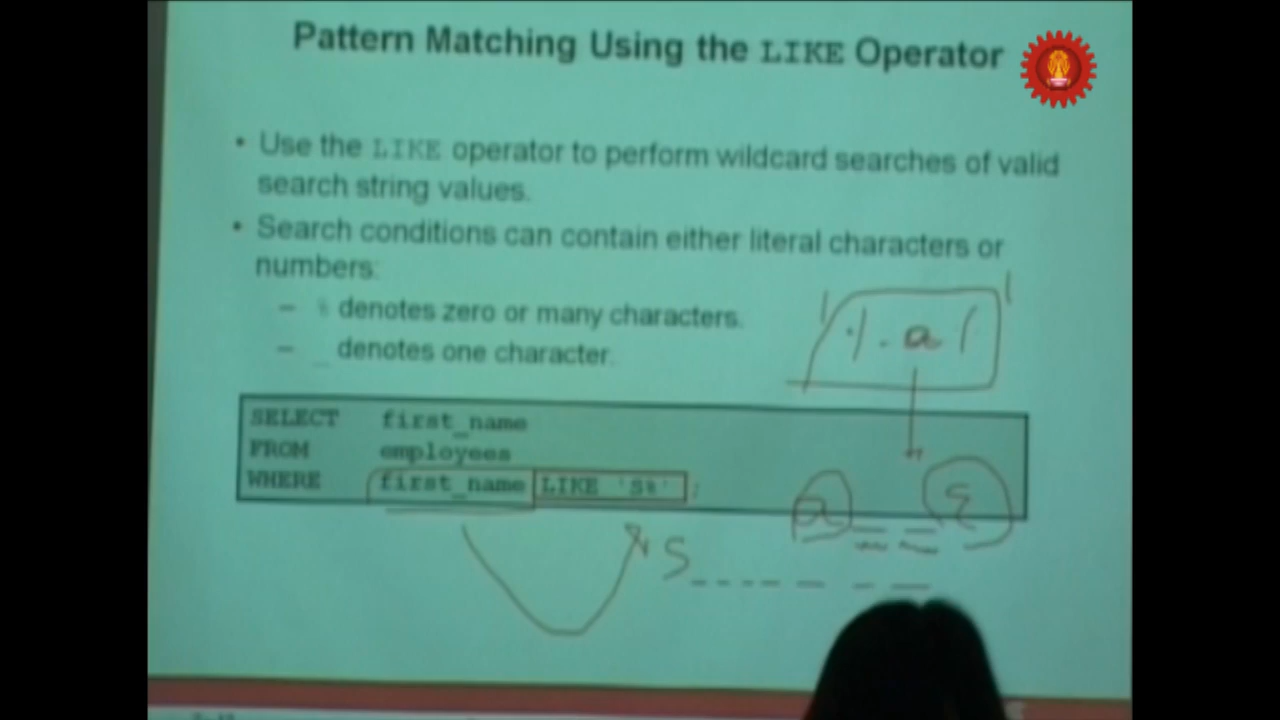 Pattern Matching Using the LIKE Operator
• Use the LIKE operator to perform wildcard searches of valid
search string values.
• Search conditions can contain either literal characters or
numbers:
– % denotes zero or many characters.
– _ denotes one character.
SELECT first_name
FROM employees
WHERE first_name LIKE 'S%';
a
a
S